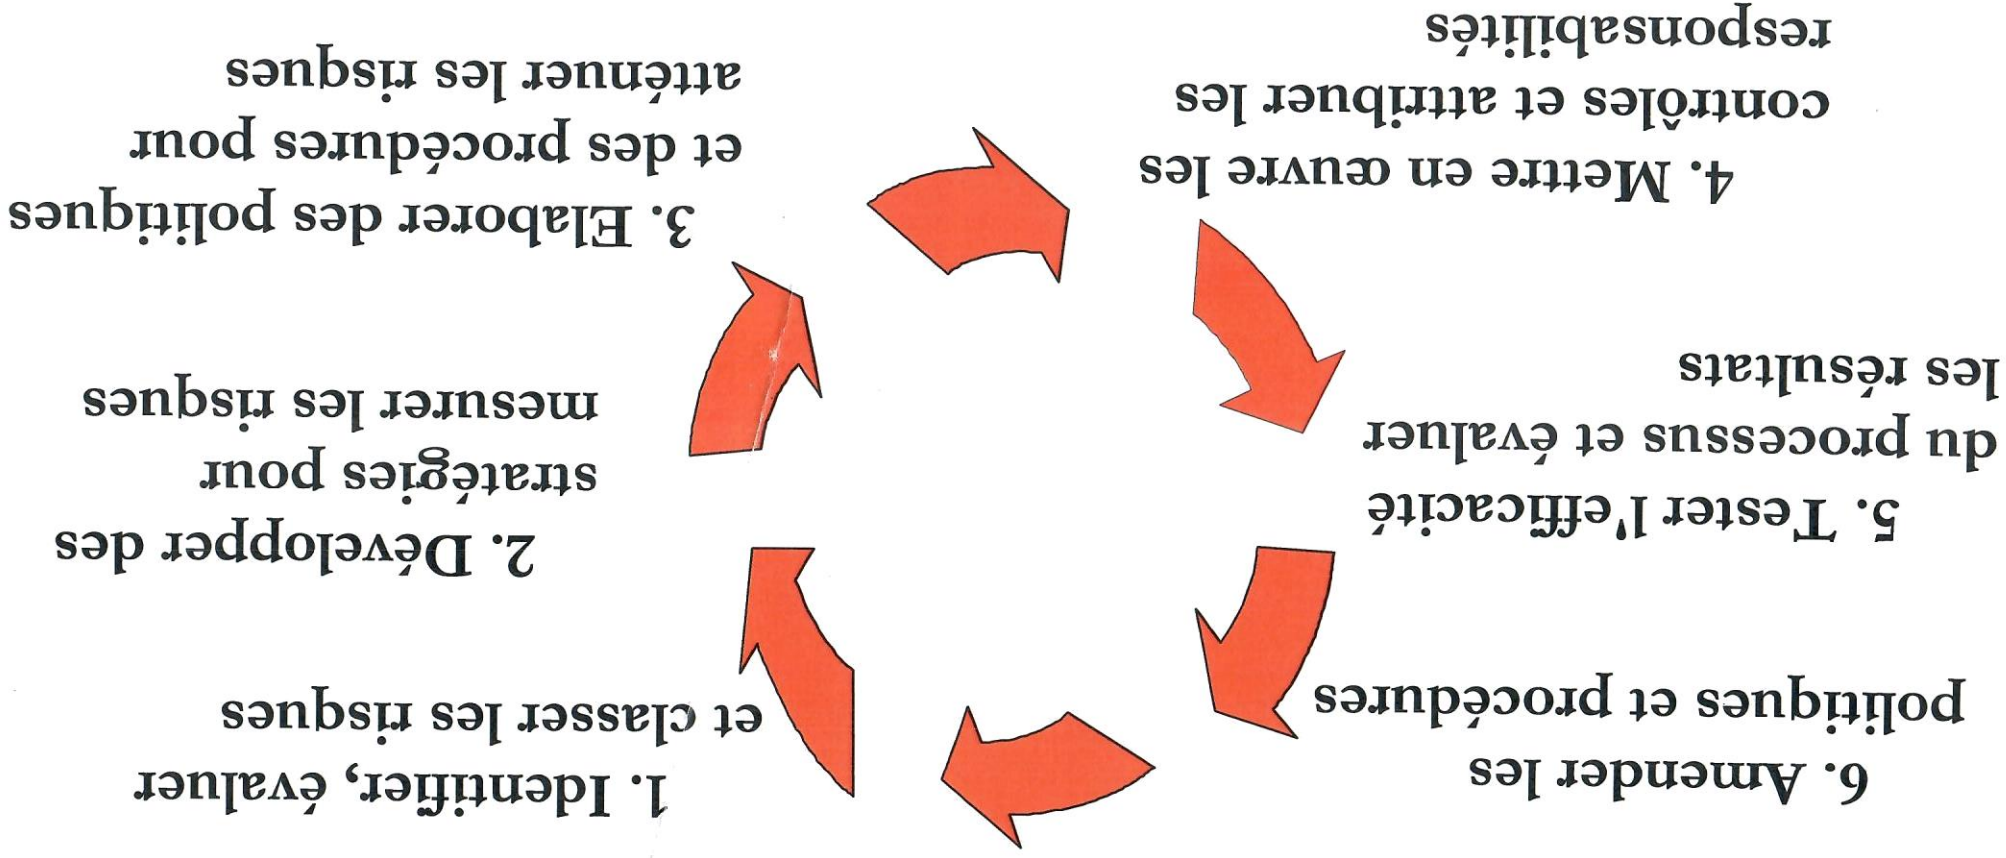 1. Identifier, évaluer
et classer les risques
2. Développer des
stratégies pour
mesurer les risques
3. Elaborer des politiques
et des procédures pour
atténuer les risques
4. Mettre en œuvre les
contrôles et attribuer les
responsabilités
5. Tester l'efficacité
du processus et évaluer
les résultats
6. Amender les
politiques et procédures